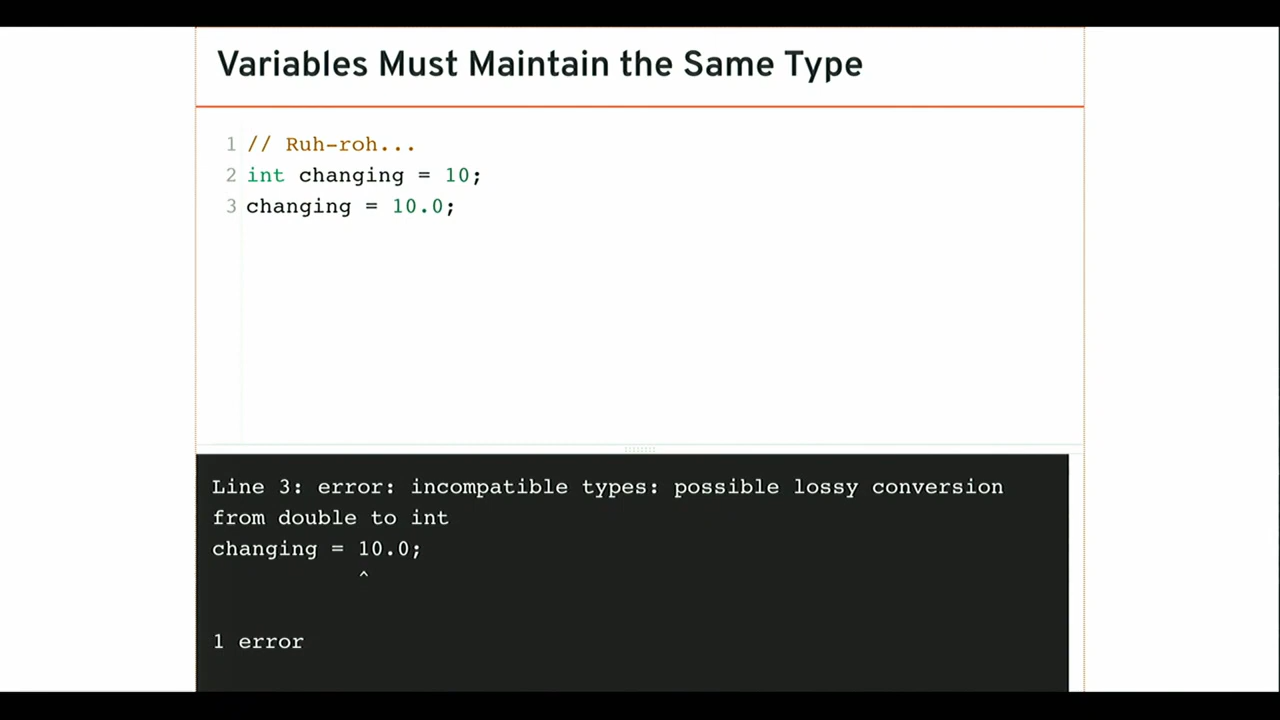 Variables Must Maintain the Same Type
1 // Ruh-roh...
2 int changing = 10;
3 changing = 10.0;
Line 3: error: incompatible types: possible lossy conversion
from double to int
changing = 10.0;
^
1 error